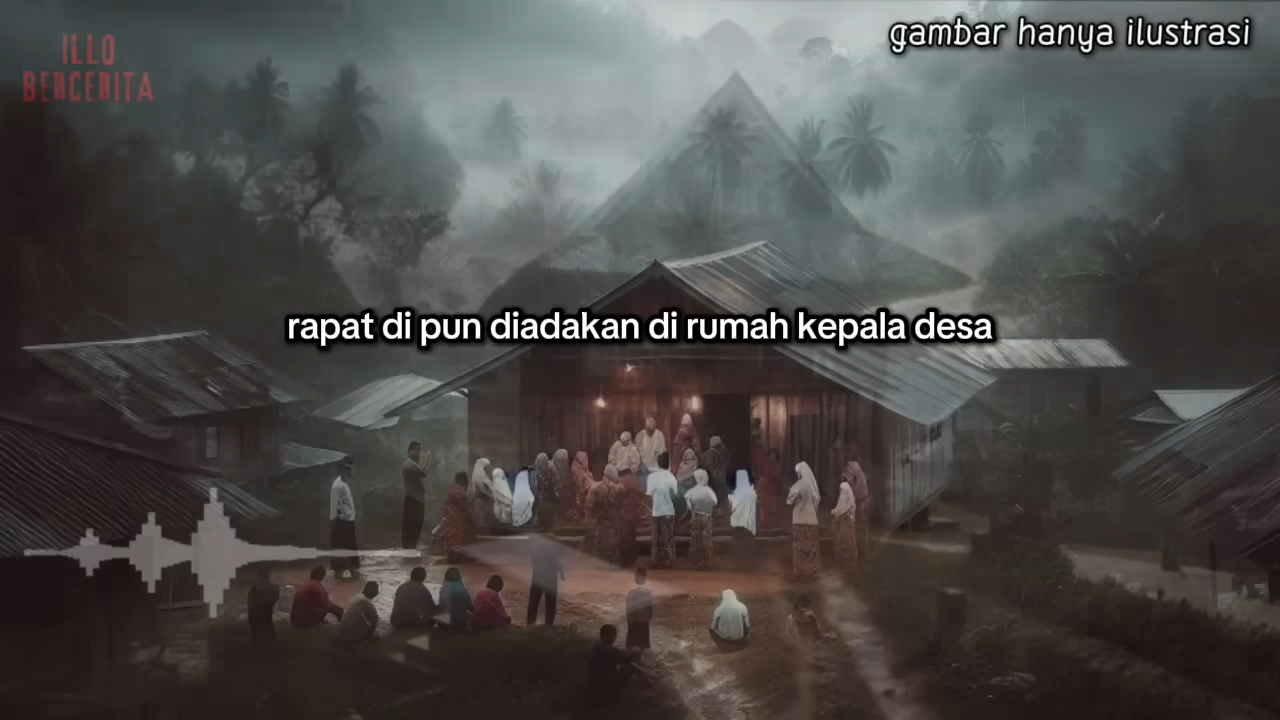 ILLO
BERCERITA
gambar hanya ilustrasi
rapat di pun diadakan di rumah kepala desa